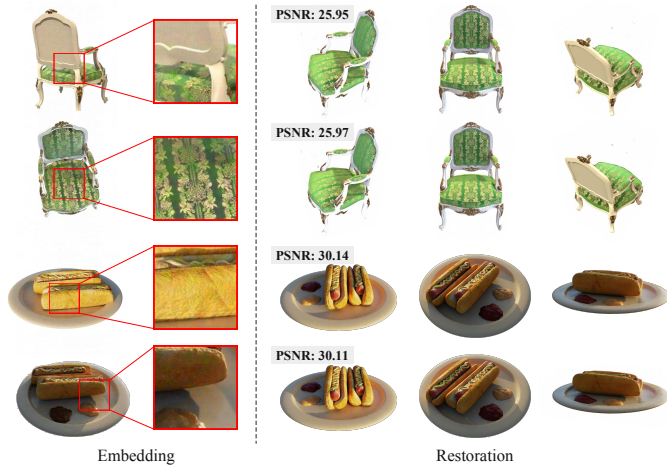 PSNR: 25.95
PSNR: 25.97
PSNR: 30.14
PSNR: 30.11
Embedding
Restoration